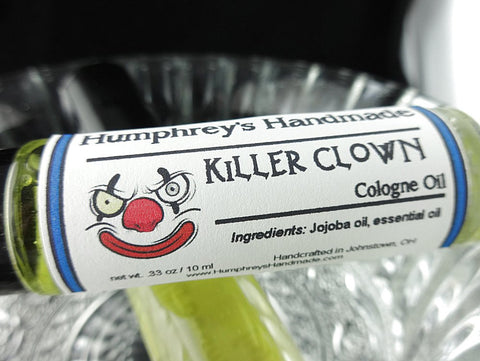 Humphrey's Handmade
KILLER CLOWN
Cologne Oil
Ingredients: Jojoba oil, essential oil
Handcrafted in Johnstown, OH
net wt. .33 oz / 10 ml
www.HumphreysHandmade.com